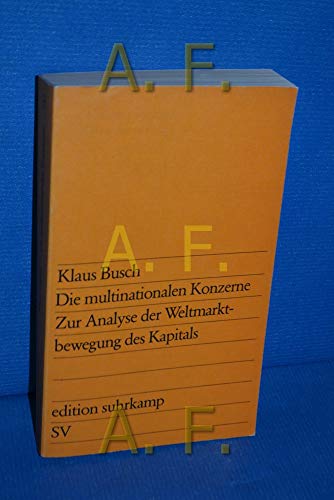 A. F.
A. F.
Klaus Busch
Die multinationalen Konzerne
Zur Analyse der Weltmarkt-
bewegung des Kapitals
edition suhrkamp
SV
A. F.